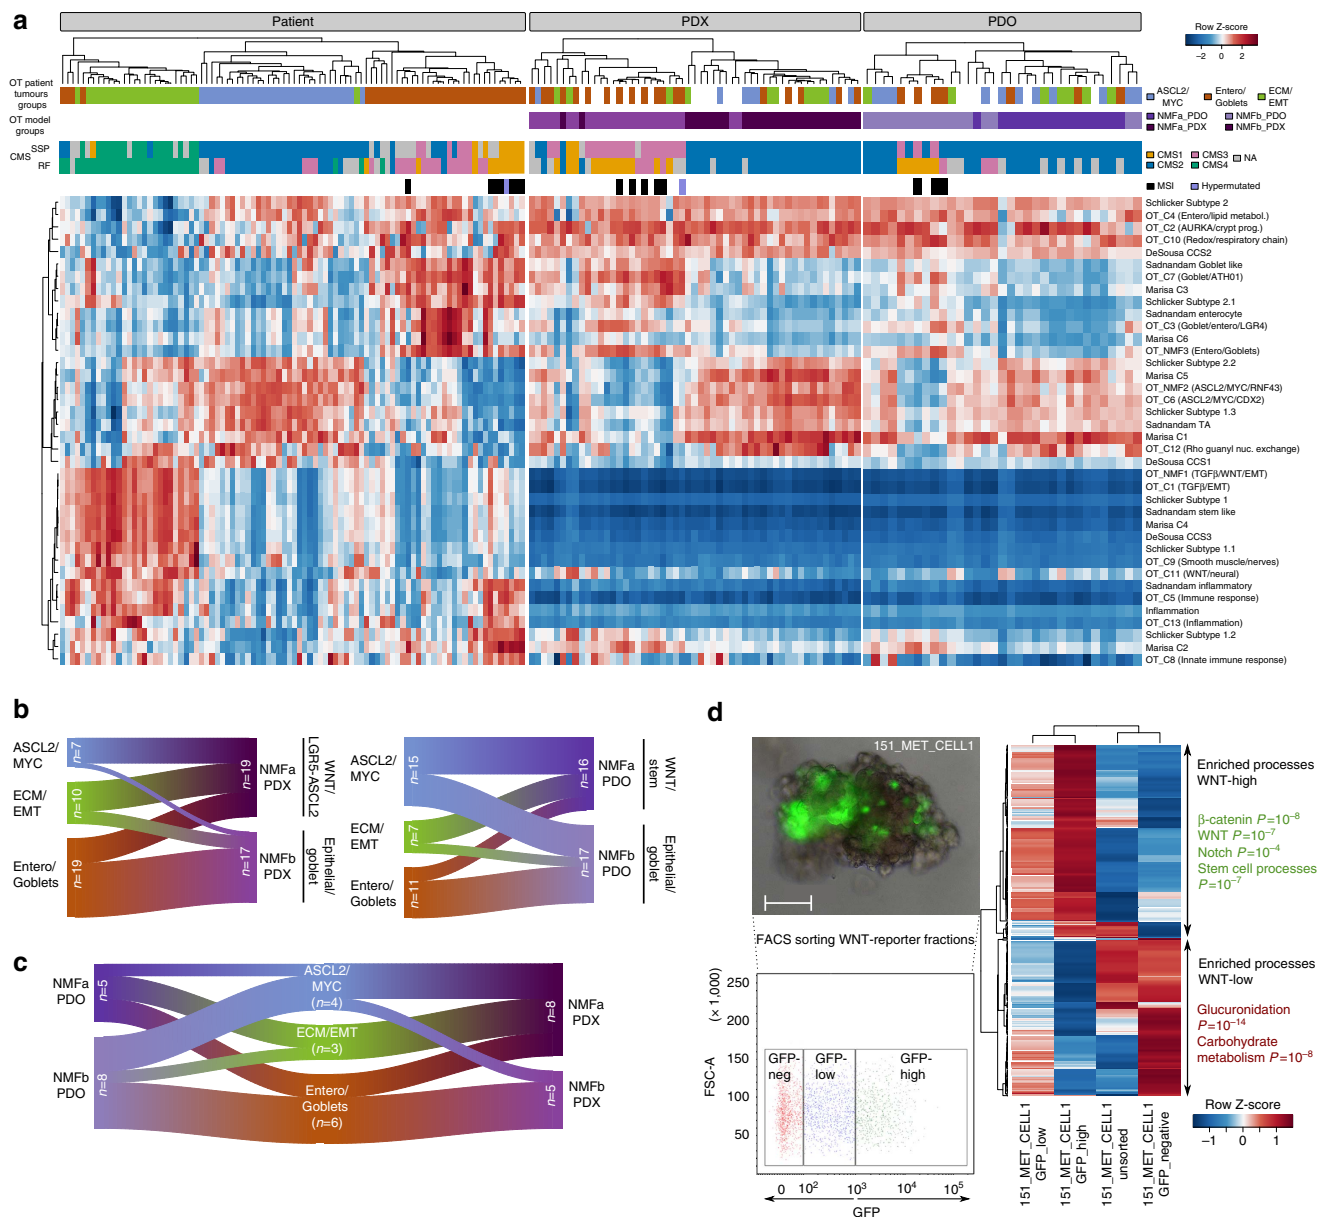 a
Patient
PDX
PDO
Row Z-score
−2 0 2
OT patient
tumours
groups
OT model
groups
CMS
SSP
RF
ASCL2/
MYC
Entero/
Goblets
ECM/
EMT
NMFa_PDO
NMFb_PDO
NMFa_PDX
NMFb_PDX
CMS1
CMS3
NA
CMS2
CMS4
MSI
Hypermutated
Schlicker Subtype 2
OT_C4 (Entero/lipid metabol.)
OT_C2 (AURKA/crypt prog.)
OT_C10 (Redox/respiratory chain)
DeSousa CCS2
Sadnandam Goblet like
OT_C7 (Goblet/ATH01)
Marisa C3
Schlicker Subtype 2.1
Sadnandam enterocyte
OT_C3 (Goblet/entero/LGR4)
Marisa C6
OT_NMF3 (Entero/Goblets)
Schlicker Subtype 2.2
Marisa C5
OT_NMF2 (ASCL2/MYC/RNF43)
OT_C6 (ASCL2/MYC/CDX2)
Schlicker Subtype 1.3
Sadnandam TA
Marisa C1
OT_C12 (Rho guanyl nuc. exchange)
DeSousa CCS1
OT_NMF1 (TGFβ/WNT/EMT)
OT_C1 (TGFβ/EMT)
Schlicker Subtype 1
Sadnandam stem like
Marisa C4
DeSousa CCS3
Schlicker Subtype 1.1
OT_C9 (Smooth muscle/nerves)
OT_C11 (WNT/neural)
Sadnandam inflammatory
OT_C5 (Immune response)
Inflammation
OT_C13 (Inflammation)
Schlicker Subtype 1.2
Marisa C2
OT_C8 (Innate immune response)
b
ASCL2/
MYC
n=7
ECM/
EMT
n=10
Entero/
Goblets
n=19
n=19
NMFa
PDX
WNT/
LGR5-ASCL2
n=17
NMFb
PDX
Epithelial/
goblet
ASCL2/
MYC
n=15
ECM/
EMT
n=7
Entero/
Goblets
n=11
n=16
NMFa
PDO
WNT/
stem
n=17
NMFb
PDO
Epithelial/
goblet
c
NMFa
PDO
n=5
NMFb
PDO
n=8
ASCL2/
MYC
(n=4)
ECM/EMT
(n=3)
Entero/
Goblets
(n=6)
n=8
NMFa
PDX
n=5
NMFb
PDX
d
151_MET_CELL1
FACS sorting WNT-reporter fractions
FSC-A
(× 1,000)
250
200
150
100
50
GFP-
neg
GFP-
low
GFP-
high
0 10² 10³ 10⁴ 10⁵
GFP
Enriched processes
WNT-high
β-catenin P=10⁻⁸
WNT P=10⁻⁷
Notch P=10⁻⁴
Stem cell processes
P=10⁻⁷
Enriched processes
WNT-low
Glucuronidation
P=10⁻¹⁴
Carbohydrate
metabolism P=10⁻⁸
Row Z-score
−1 0 1
151_MET_CELL1
GFP_low
151_MET_CELL1
GFP_high
151_MET_CELL1
unsorted
151_MET_CELL1
GFP_negative